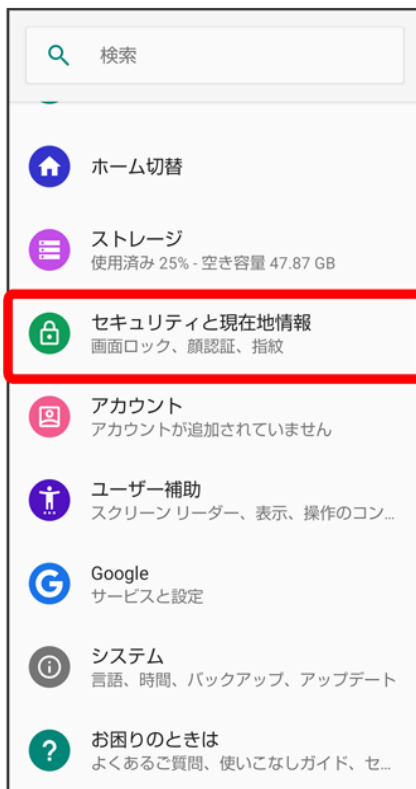 検索
ホーム切替
ストレージ
使用済み 25% - 空き容量 47.87 GB
セキュリティと現在地情報
画面ロック、顔認証、指紋
アカウント
アカウントが追加されていません
ユーザー補助
スクリーン リーダー、表示、操作のコン...
Google
サービスと設定
システム
言語、時間、バックアップ、アップデート
お困りのときは
よくあるご質問、使いこなしガイド、セ...